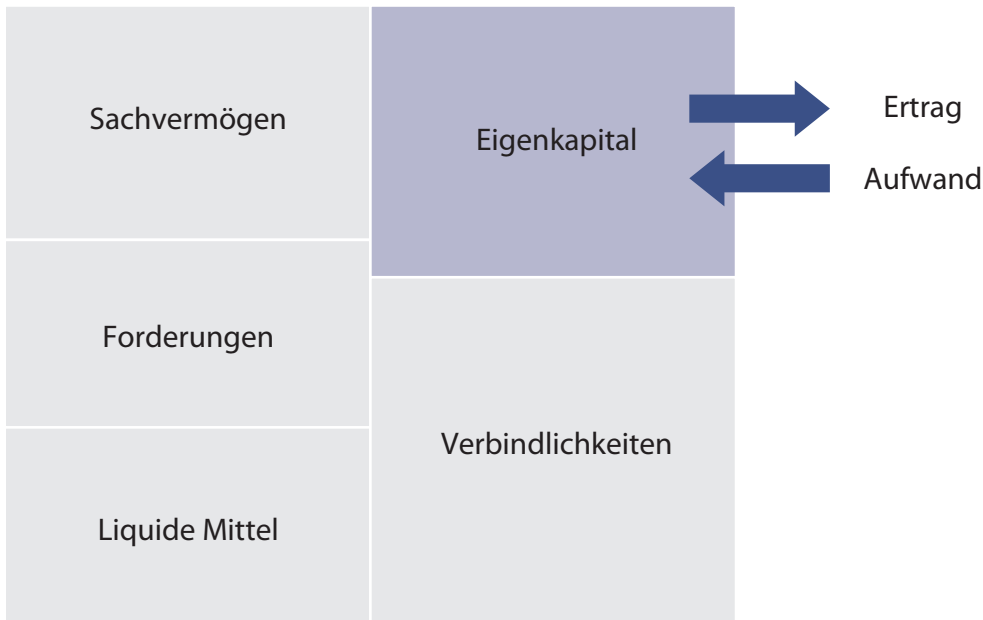 Sachvermögen
Forderungen
Liquide Mittel
Eigenkapital
Verbindlichkeiten
Ertrag
Aufwand